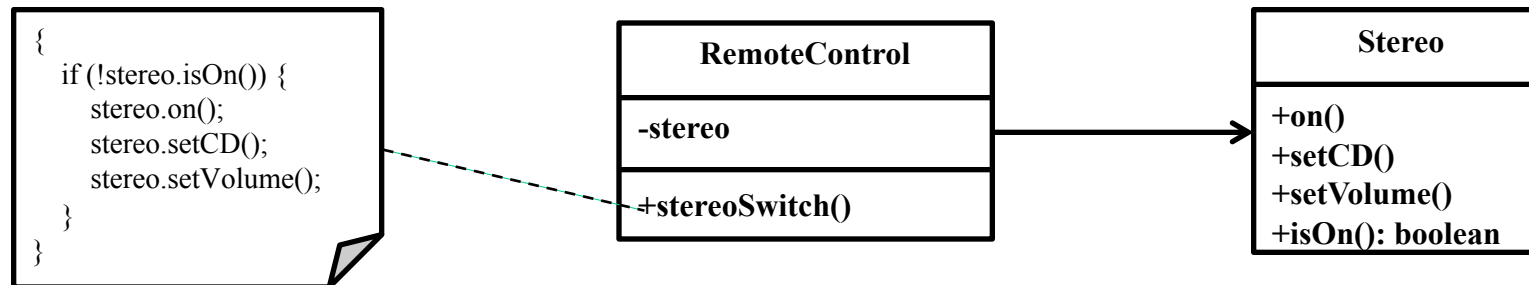 {
if (!stereo.isOn()) {
stereo.on();
stereo.setCD();
stereo.setVolume();
}
}
RemoteControl
-stereo
+stereoSwitch()
Stereo
+on()
+setCD()
+setVolume()
+isOn(): boolean